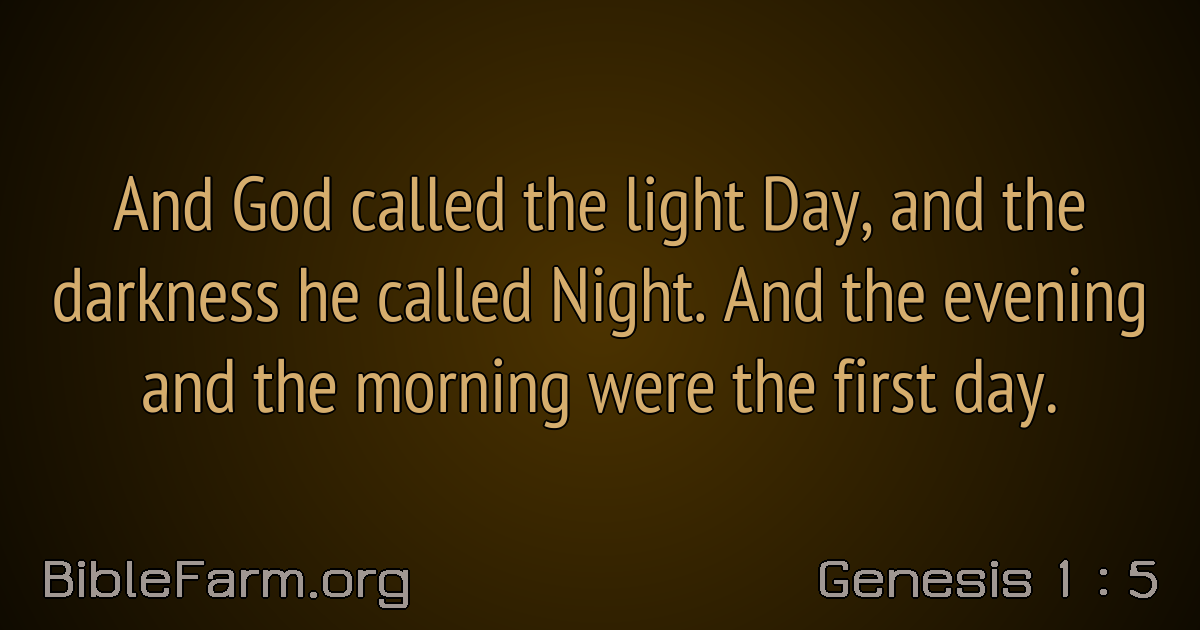 And God called the light Day, and the
darkness he called Night. And the evening
and the morning were the first day.
BibleFarm.org
Genesis 1 : 5